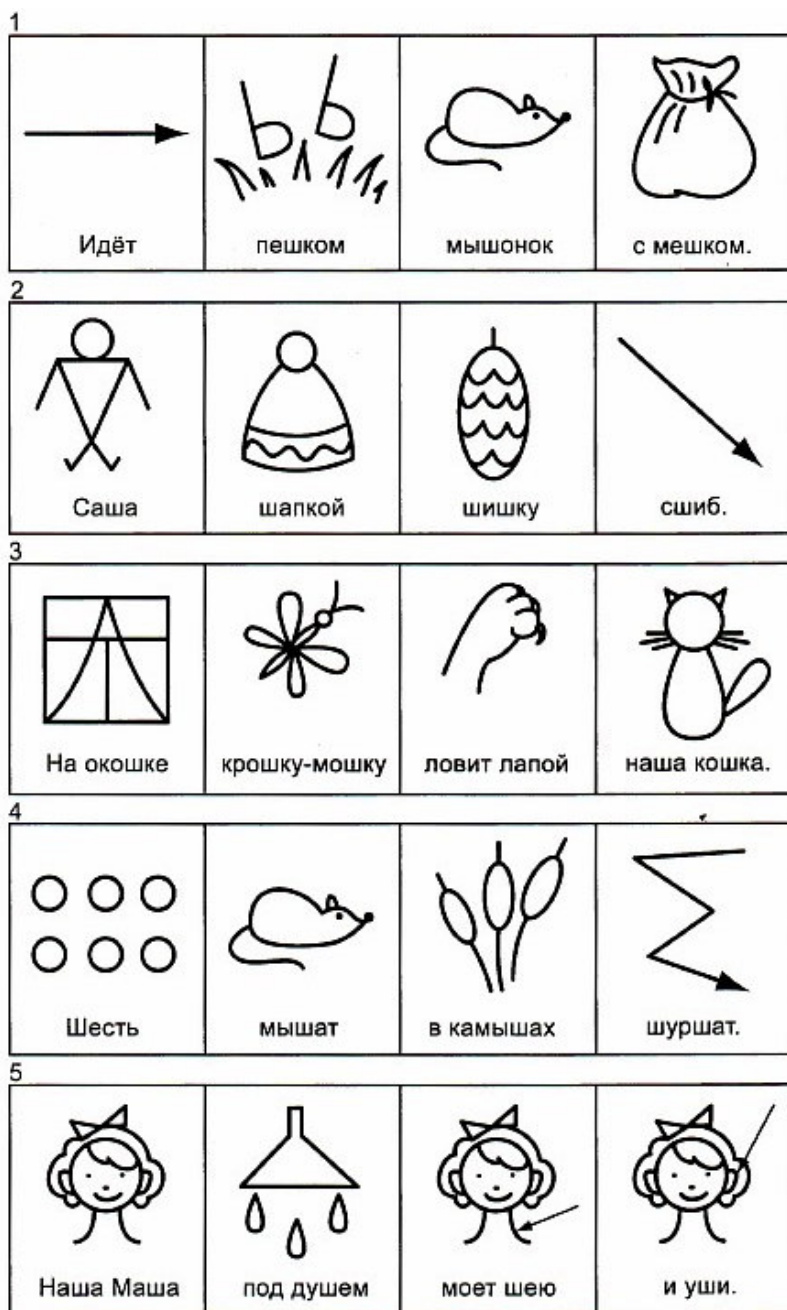 1
Идёт пешком мышонок с мешком.
2
Саша шапкой шишку сшиб.
3
На окошке крошку-мошку ловит лапой наша кошка.
4
Шесть мышат в камышах шуршат.
5
Наша Маша под душем моет шею и уши.